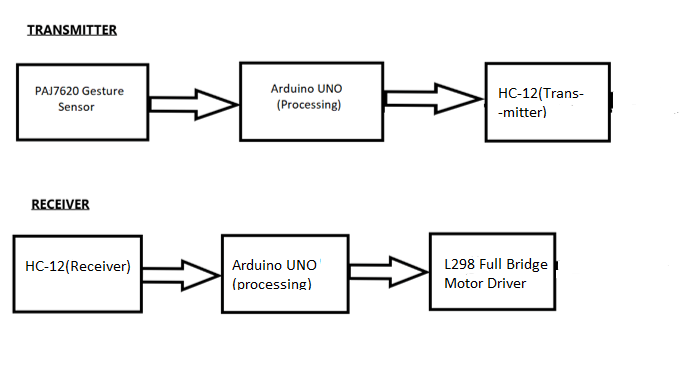 TRANSMITTER
PAJ7620 Gesture
Sensor
Arduino UNO
(Processing)
HC-12(Trans-
-mitter)
RECEIVER
HC-12(Receiver)
Arduino UNO
(processing)
L298 Full Bridge
Motor Driver